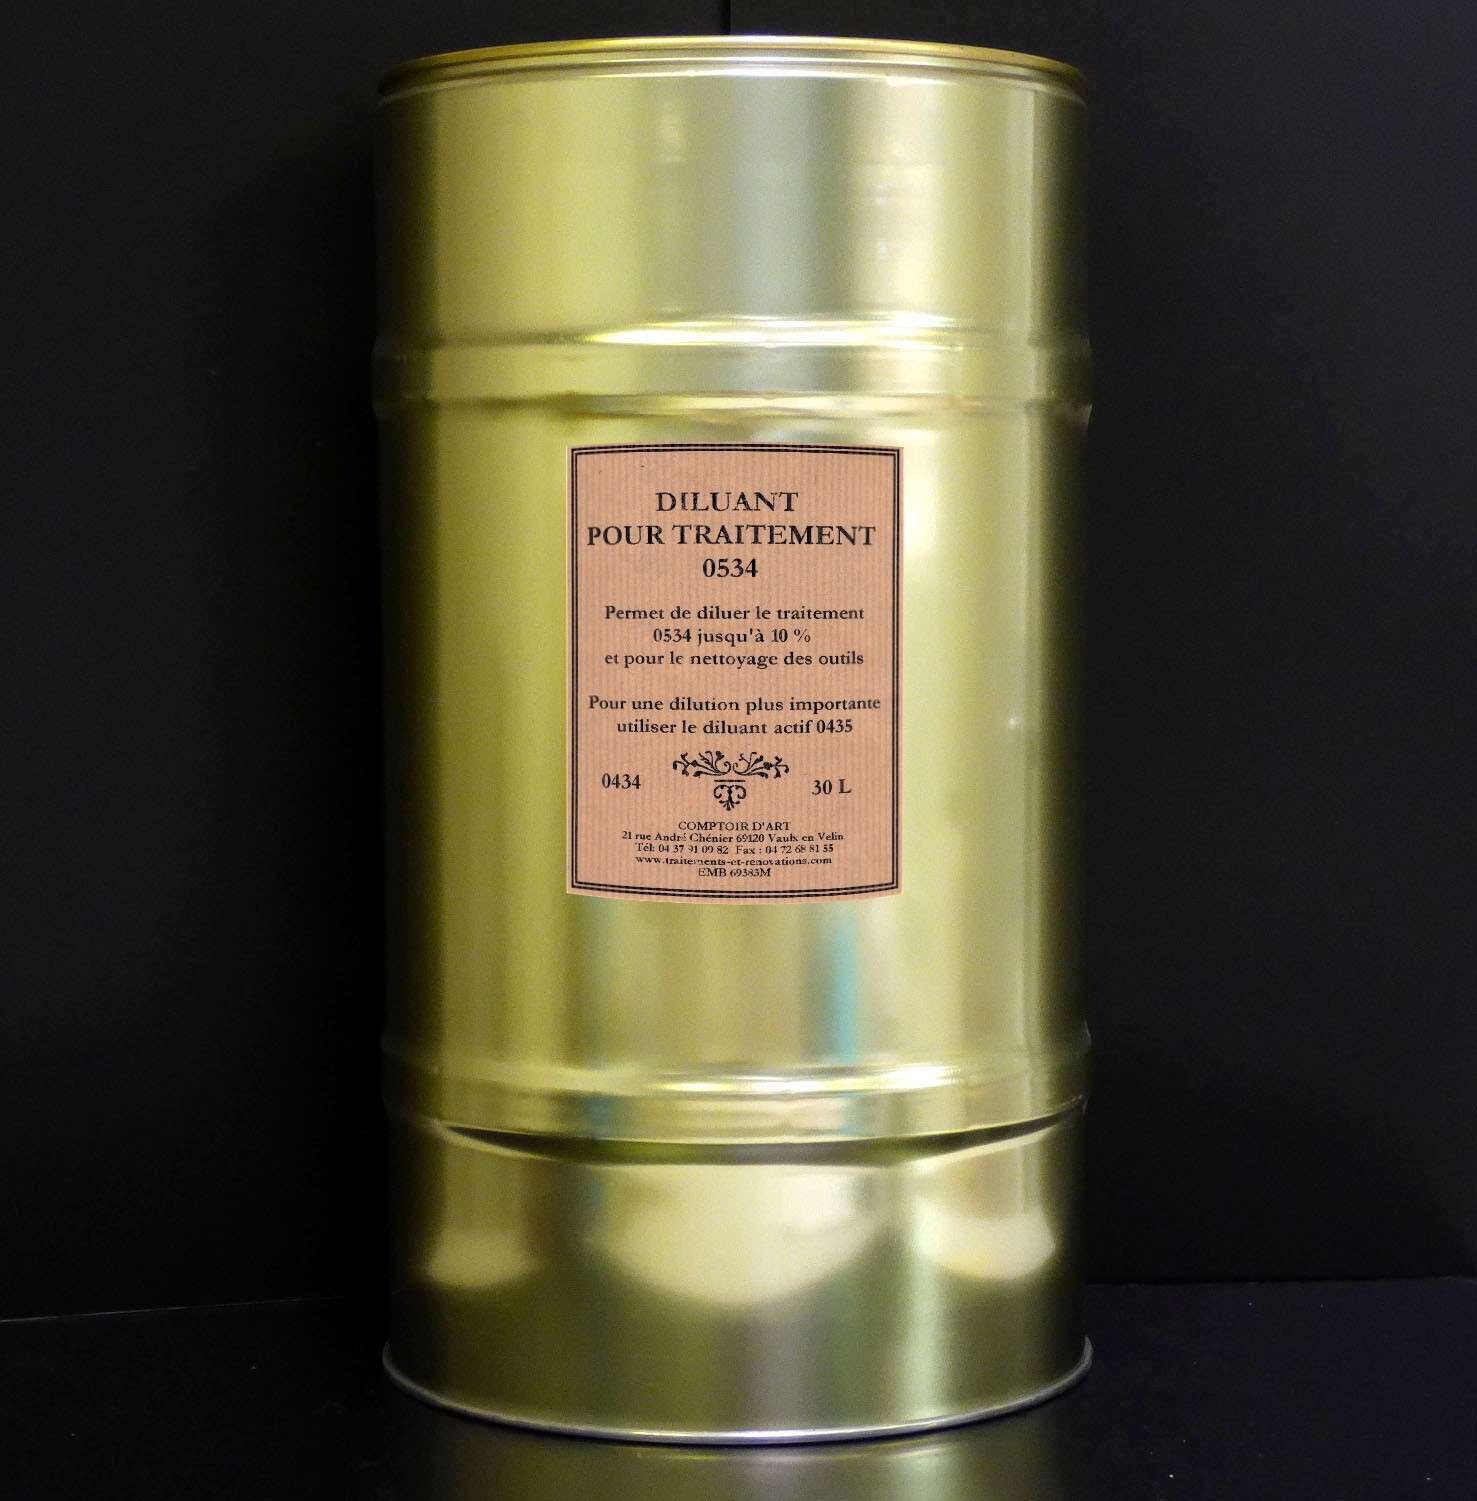 DILUANT
POUR TRAITEMENT
0534
Permet de diluer le traitement
0534 jusqu'à 10 %
et pour le nettoyage des outils
Pour une dilution plus importante
utiliser le diluant actif 0435
0434
30 L
COMPTOIR D'ART
21 rue André Chénier 69120 Vaulx en Velin
Tél: 04 37 91 09 82 Fax : 04 72 68 81 55
www.traitements-et-renovations.com
EMB 69383M